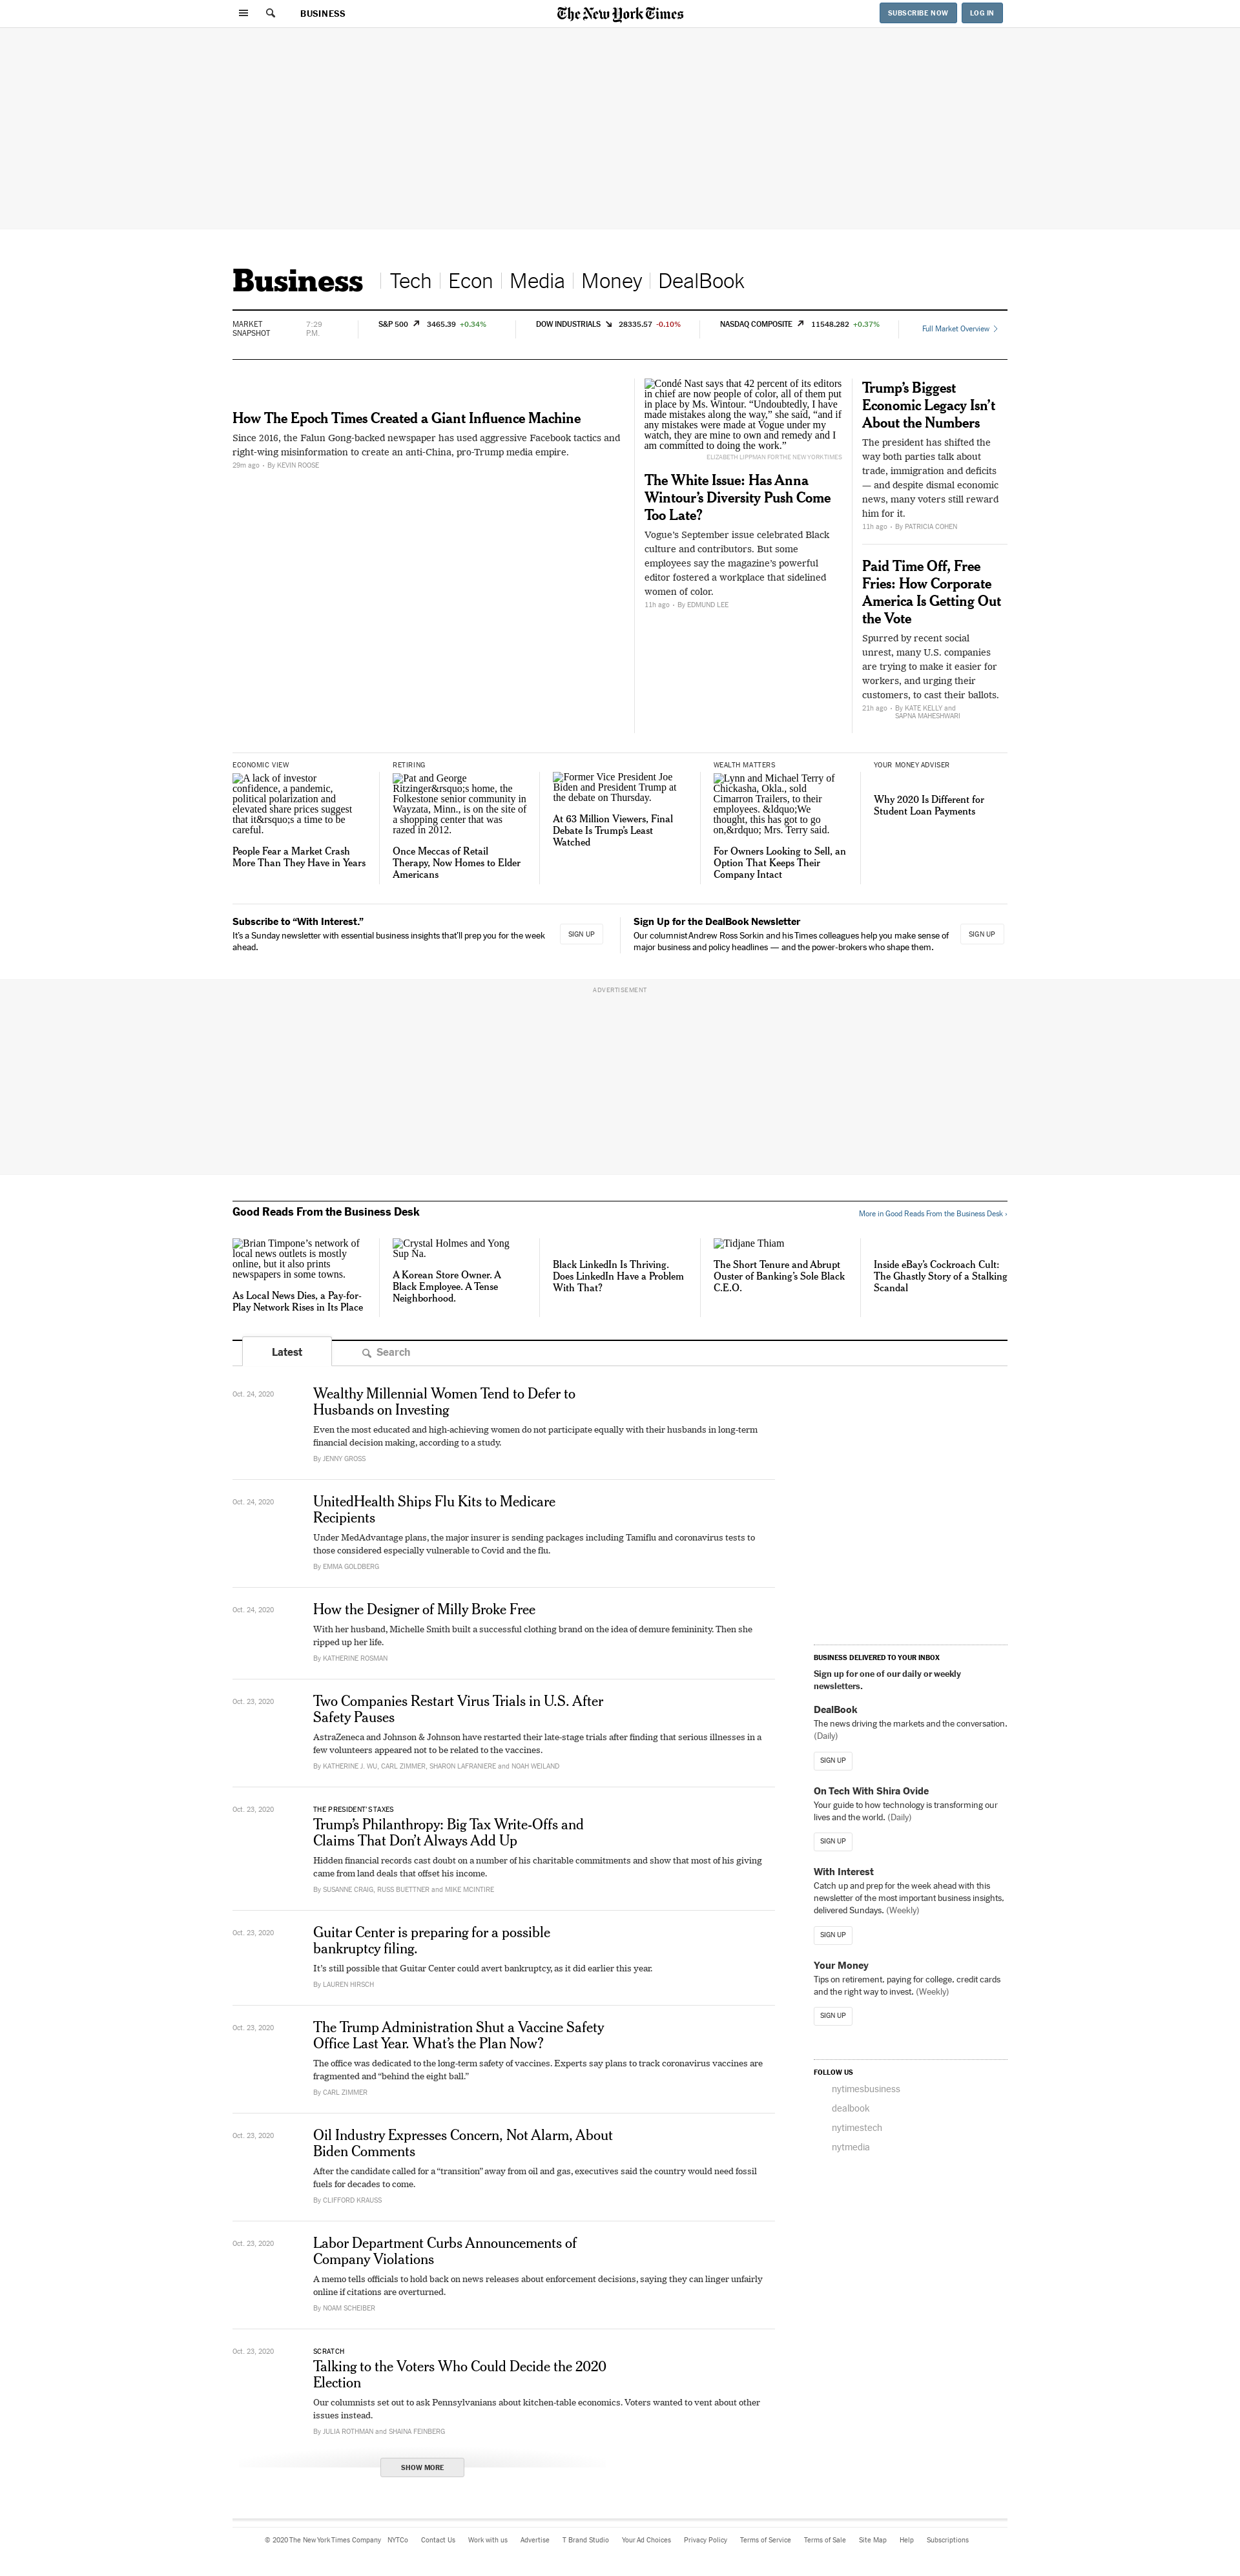 BUSINESS
The New York Times
SUBSCRIBE NOW
LOG IN
Business
Tech
Econ
Media
Money
DealBook
MARKET
SNAPSHOT
7:29
P.M.
S&P 500 3465.39 +0.34%
DOW INDUSTRIALS 28335.57 -0.10%
NASDAQ COMPOSITE 11548.282 +0.37%
Full Market Overview
How The Epoch Times Created a Giant Influence Machine
Since 2016, the Falun Gong-backed newspaper has used aggressive Facebook tactics and
right-wing misinformation to create an anti-China, pro-Trump media empire.
29m ago · By KEVIN ROOSE
Condé Nast says that 42 percent of its editors
in chief are now people of color, all of them put
in place by Ms. Wintour. “Undoubtedly, I have
made mistakes along the way,” she said, “and if
any mistakes were made at Vogue under my
watch, they are mine to own and remedy and I
am committed to doing the work.”
ELIZABETH LIPPMAN FOR THE NEW YORK TIMES
The White Issue: Has Anna
Wintour’s Diversity Push Come
Too Late?
Vogue’s September issue celebrated Black
culture and contributors. But some
employees say the magazine’s powerful
editor fostered a workplace that sidelined
women of color.
11h ago · By EDMUND LEE
Trump’s Biggest
Economic Legacy Isn’t
About the Numbers
The president has shifted the
way both parties talk about
trade, immigration and deficits
— and despite dismal economic
news, many voters still reward
him for it.
11h ago · By PATRICIA COHEN
Paid Time Off, Free
Fries: How Corporate
America Is Getting Out
the Vote
Spurred by recent social
unrest, many U.S. companies
are trying to make it easier for
workers, and urging their
customers, to cast their ballots.
21h ago · By KATE KELLY and
SAPNA MAHESHWARI
ECONOMIC VIEW
A lack of investor
confidence, a pandemic,
political polarization and
elevated share prices suggest
that it&rsquo;s a time to be
careful.
People Fear a Market Crash
More Than They Have in Years
RETIRING
Pat and George
Ritzinger&rsquo;s home, the
Folkestone senior community in
Wayzata, Minn., is on the site of
a shopping center that was
razed in 2012.
Once Meccas of Retail
Therapy, Now Homes to Elder
Americans
Former Vice President Joe
Biden and President Trump at
the debate on Thursday.
At 63 Million Viewers, Final
Debate Is Trump’s Least
Watched
WEALTH MATTERS
Lynn and Michael Terry of
Chickasha, Okla., sold
Cimarron Trailers, to their
employees. &ldquo;We
thought, this has got to go
on,&rdquo; Mrs. Terry said.
For Owners Looking to Sell, an
Option That Keeps Their
Company Intact
YOUR MONEY ADVISER
Why 2020 Is Different for
Student Loan Payments
Subscribe to “With Interest.”
It’s a Sunday newsletter with essential business insights that’ll prep you for the week
ahead.
SIGN UP
Sign Up for the DealBook Newsletter
Our columnist Andrew Ross Sorkin and his Times colleagues help you make sense of
major business and policy headlines — and the power-brokers who shape them.
SIGN UP
ADVERTISEMENT
Good Reads From the Business Desk
More in Good Reads From the Business Desk ›
Brian Timpone’s network of
local news outlets is mostly
online, but it also prints
newspapers in some towns.
As Local News Dies, a Pay-for-
Play Network Rises in Its Place
Crystal Holmes and Yong
Sup Na.
A Korean Store Owner. A
Black Employee. A Tense
Neighborhood.
Black LinkedIn Is Thriving.
Does LinkedIn Have a Problem
With That?
Tidjane Thiam
The Short Tenure and Abrupt
Ouster of Banking’s Sole Black
C.E.O.
Inside eBay’s Cockroach Cult:
The Ghastly Story of a Stalking
Scandal
Latest
Search
Oct. 24, 2020
Wealthy Millennial Women Tend to Defer to
Husbands on Investing
Even the most educated and high-achieving women do not participate equally with their husbands in long-term
financial decision making, according to a study.
By JENNY GROSS
Oct. 24, 2020
UnitedHealth Ships Flu Kits to Medicare
Recipients
Under MedAdvantage plans, the major insurer is sending packages including Tamiflu and coronavirus tests to
those considered especially vulnerable to Covid and the flu.
By EMMA GOLDBERG
Oct. 24, 2020
How the Designer of Milly Broke Free
With her husband, Michelle Smith built a successful clothing brand on the idea of demure femininity. Then she
ripped up her life.
By KATHERINE ROSMAN
Oct. 23, 2020
Two Companies Restart Virus Trials in U.S. After
Safety Pauses
AstraZeneca and Johnson & Johnson have restarted their late-stage trials after finding that serious illnesses in a
few volunteers appeared not to be related to the vaccines.
By KATHERINE J. WU, CARL ZIMMER, SHARON LAFRANIERE and NOAH WEILAND
Oct. 23, 2020
THE PRESIDENT’S TAXES
Trump’s Philanthropy: Big Tax Write-Offs and
Claims That Don’t Always Add Up
Hidden financial records cast doubt on a number of his charitable commitments and show that most of his giving
came from land deals that offset his income.
By SUSANNE CRAIG, RUSS BUETTNER and MIKE MCINTIRE
Oct. 23, 2020
Guitar Center is preparing for a possible
bankruptcy filing.
It’s still possible that Guitar Center could avert bankruptcy, as it did earlier this year.
By LAUREN HIRSCH
Oct. 23, 2020
The Trump Administration Shut a Vaccine Safety
Office Last Year. What’s the Plan Now?
The office was dedicated to the long-term safety of vaccines. Experts say plans to track coronavirus vaccines are
fragmented and “behind the eight ball.”
By CARL ZIMMER
Oct. 23, 2020
Oil Industry Expresses Concern, Not Alarm, About
Biden Comments
After the candidate called for a “transition” away from oil and gas, executives said the country would need fossil
fuels for decades to come.
By CLIFFORD KRAUSS
Oct. 23, 2020
Labor Department Curbs Announcements of
Company Violations
A memo tells officials to hold back on news releases about enforcement decisions, saying they can linger unfairly
online if citations are overturned.
By NOAM SCHEIBER
Oct. 23, 2020
SCRATCH
Talking to the Voters Who Could Decide the 2020
Election
Our columnists set out to ask Pennsylvanians about kitchen-table economics. Voters wanted to vent about other
issues instead.
By JULIA ROTHMAN and SHAINA FEINBERG
SHOW MORE
BUSINESS DELIVERED TO YOUR INBOX
Sign up for one of our daily or weekly
newsletters.
DealBook
The news driving the markets and the conversation.
(Daily)
SIGN UP
On Tech With Shira Ovide
Your guide to how technology is transforming our
lives and the world. (Daily)
SIGN UP
With Interest
Catch up and prep for the week ahead with this
newsletter of the most important business insights,
delivered Sundays. (Weekly)
SIGN UP
Your Money
Tips on retirement, paying for college, credit cards
and the right way to invest. (Weekly)
SIGN UP
FOLLOW US
nytimesbusiness
dealbook
nytimestech
nytmedia
© 2020 The New York Times Company NYTCo Contact Us Work with us Advertise T Brand Studio Your Ad Choices Privacy Policy Terms of Service Terms of Sale Site Map Help Subscriptions